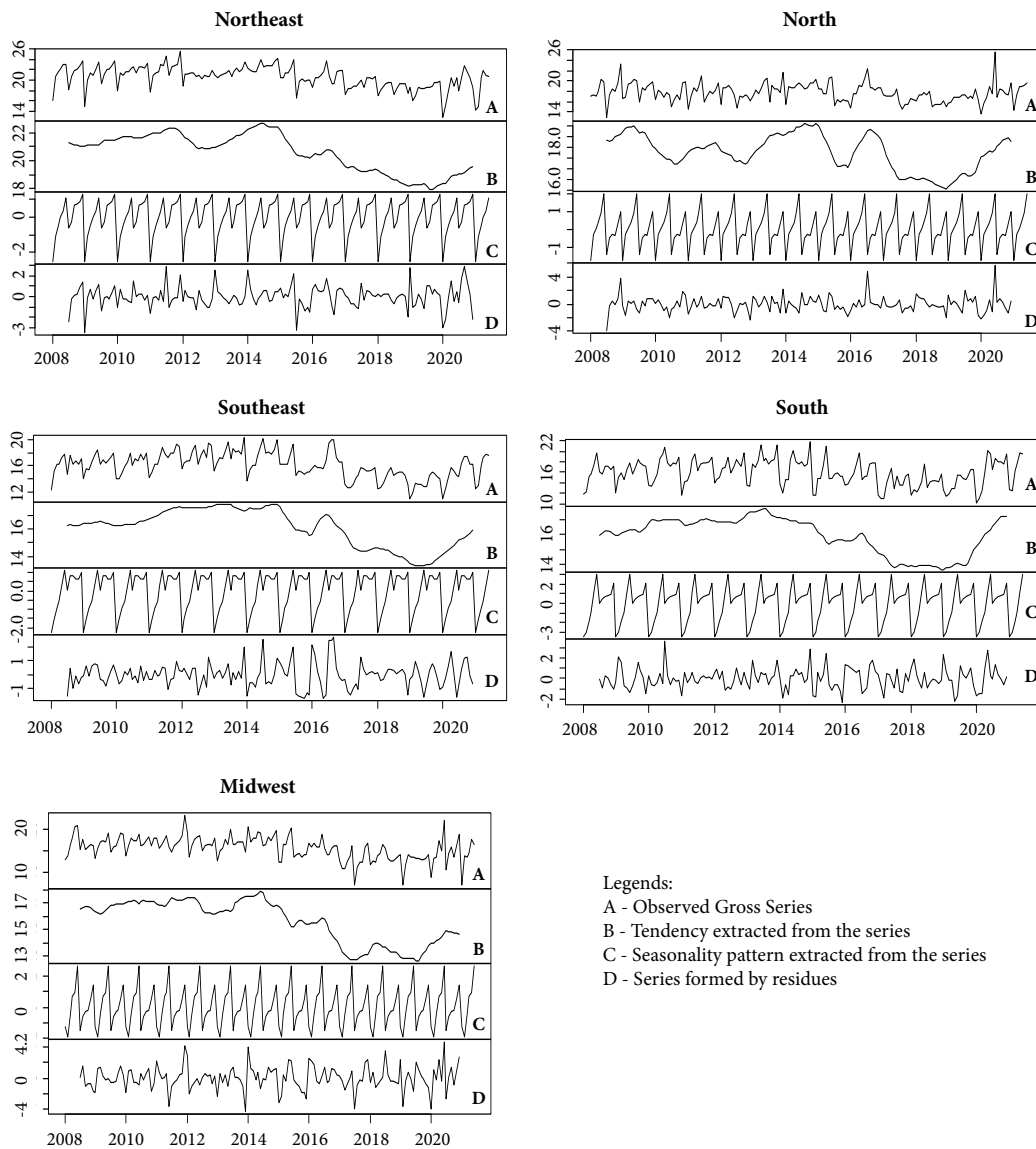 Northeast
26
20
14
A
22
20
18
B
0
-2
C
2
0
-3
D
2008 2010 2012 2014 2016 2018 2020
North
26
20
14
A
18.0
16.0
B
1
-1
C
4
0
-4
D
2008 2010 2012 2014 2016 2018 2020
Southeast
20
16
12
A
16
14
B
0.0
-2.0
C
1
-1
D
2008 2010 2012 2014 2016 2018 2020
South
22
16
10
A
16
14
B
2
0
-3
C
2
0
-2
D
2008 2010 2012 2014 2016 2018 2020
Midwest
20
10
A
17
15
13
B
2
0
C
4.2
0
-4
D
2008 2010 2012 2014 2016 2018 2020
Legends:
A - Observed Gross Series
B - Tendency extracted from the series
C - Seasonality pattern extracted from the series
D - Series formed by residues